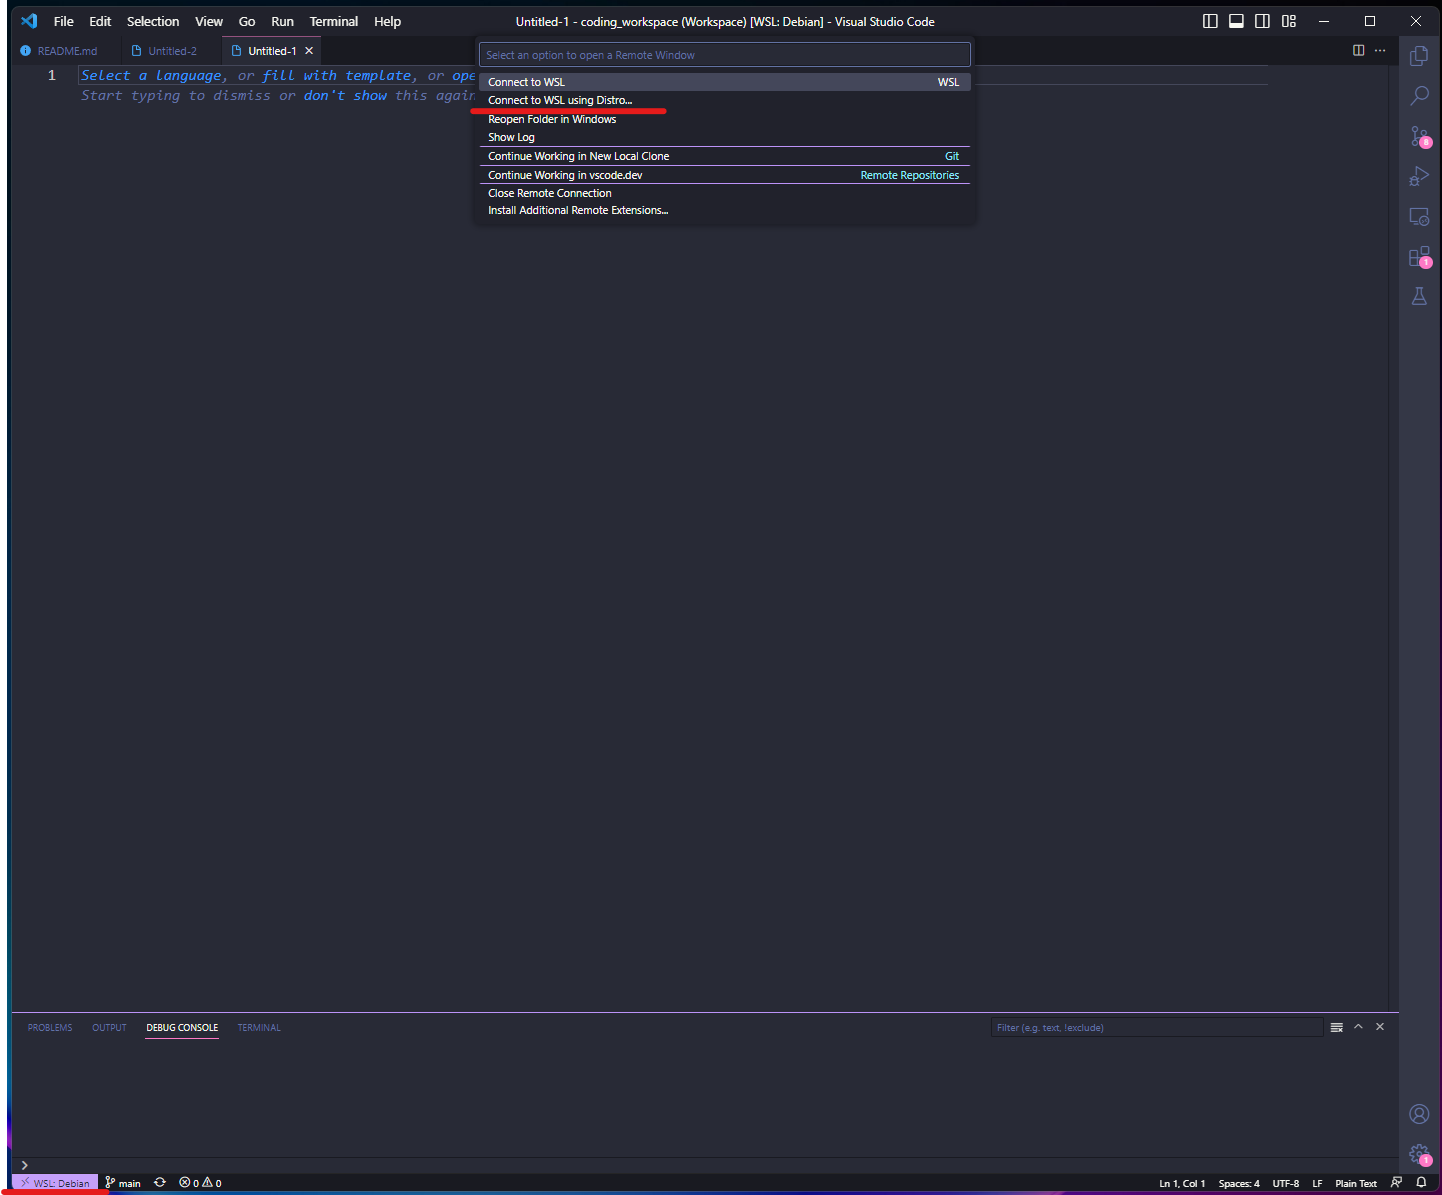 File Edit Selection View Go Run Terminal Help Untitled-1 - coding_workspace (Workspace) [WSL: Debian] - Visual Studio Code
README.md Untitled-2 Untitled-1
Select an option to open a Remote Window
1 Select a language, or fill with template, or ope
Start typing to dismiss or don't show this again
Connect to WSL WSL
Connect to WSL using Distro...
Reopen Folder in Windows
Show Log
Continue Working in New Local Clone Git
Continue Working in vscode.dev Remote Repositories
Close Remote Connection
Install Additional Remote Extensions...
6
1
PROBLEMS OUTPUT DEBUG CONSOLE TERMINAL Filter (e.g. text, !exclude)
1
WSL: Debian main 0 0 Ln 1, Col 1 Spaces: 4 UTF-8 LF Plain Text